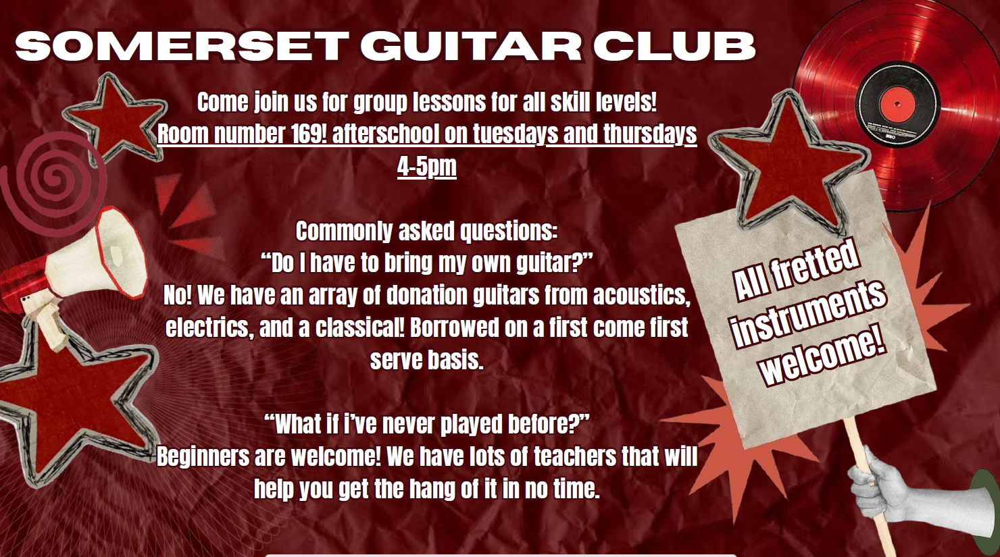 SOMERSET GUITAR CLUB
Come join us for group lessons for all skill levels!
Room number 169! afterschool on tuesdays and thursdays
4-5pm
Commonly asked questions:
“Do I have to bring my own guitar?”
No! We have an array of donation guitars from acoustics,
electrics, and a classical! Borrowed on a first come first
serve basis.
“What if i’ve never played before?”
Beginners are welcome! We have lots of teachers that will
help you get the hang of it in no time.
All fretted
instruments
welcome!